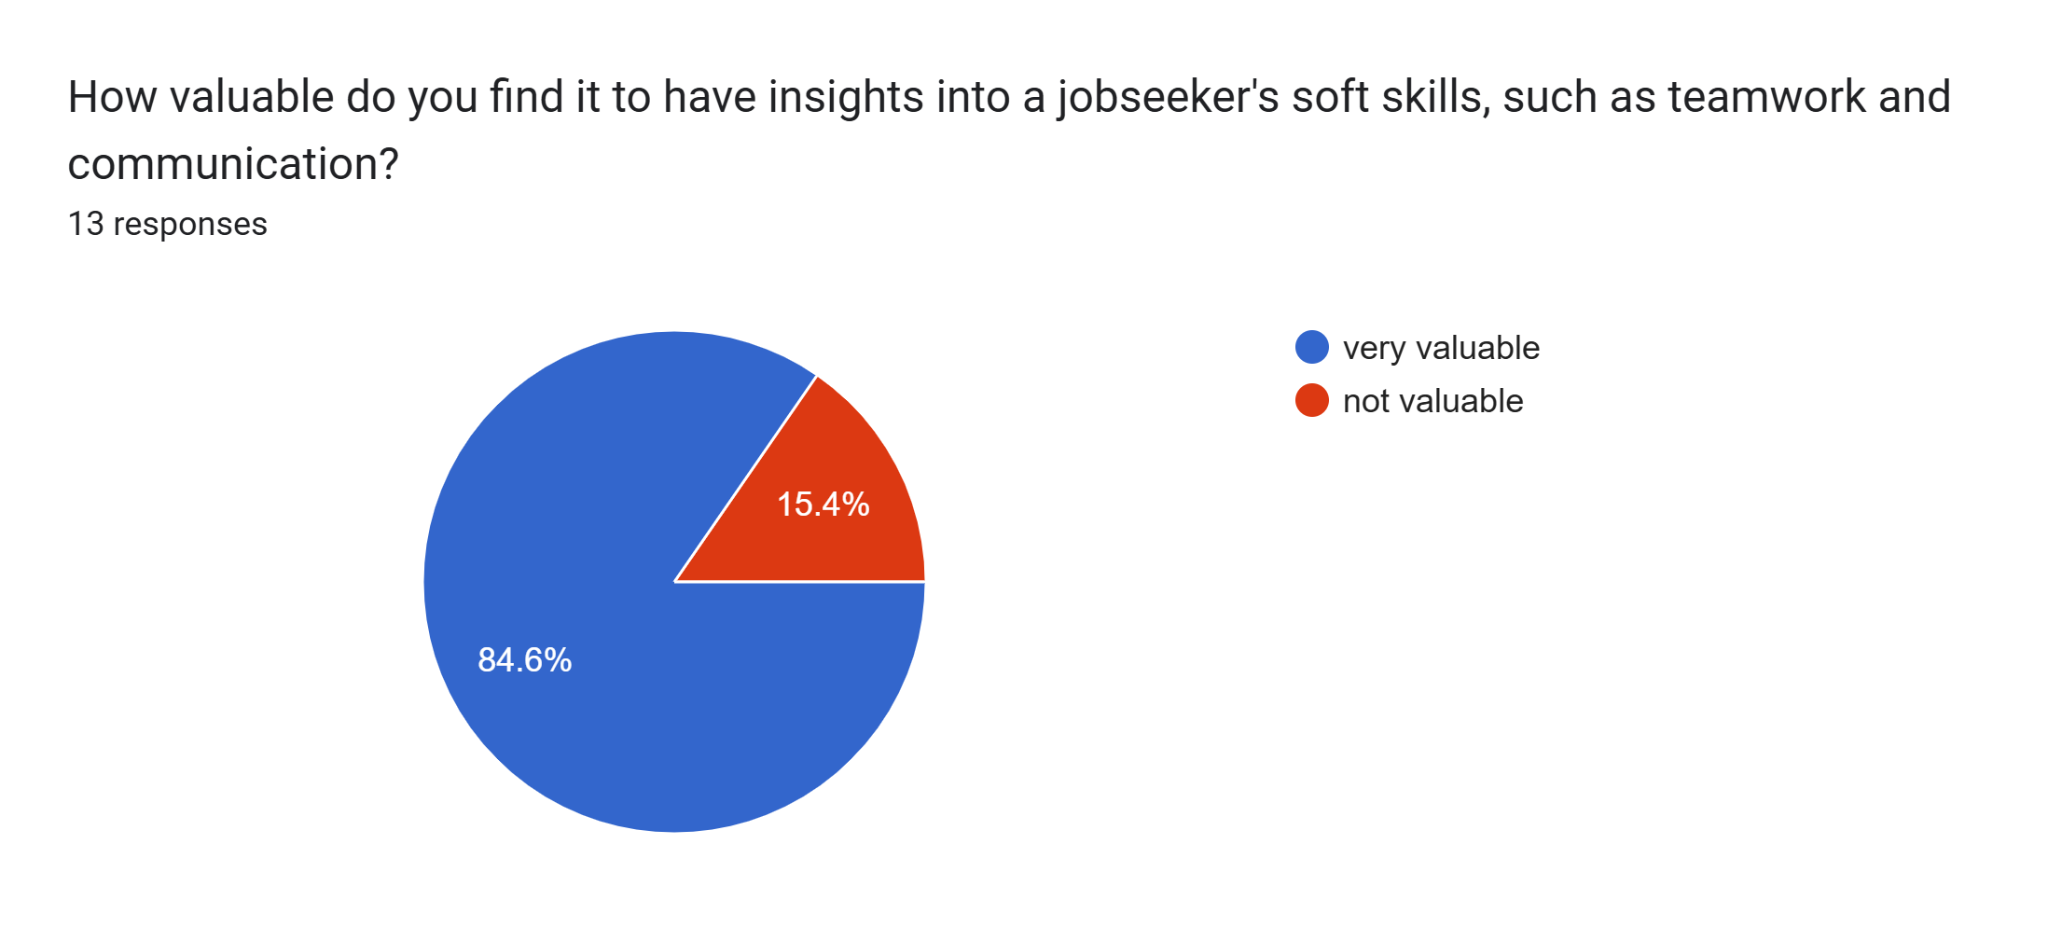 How valuable do you find it to have insights into a jobseeker's soft skills, such as teamwork and
communication?
13 responses
very valuable
not valuable
15.4%
84.6%